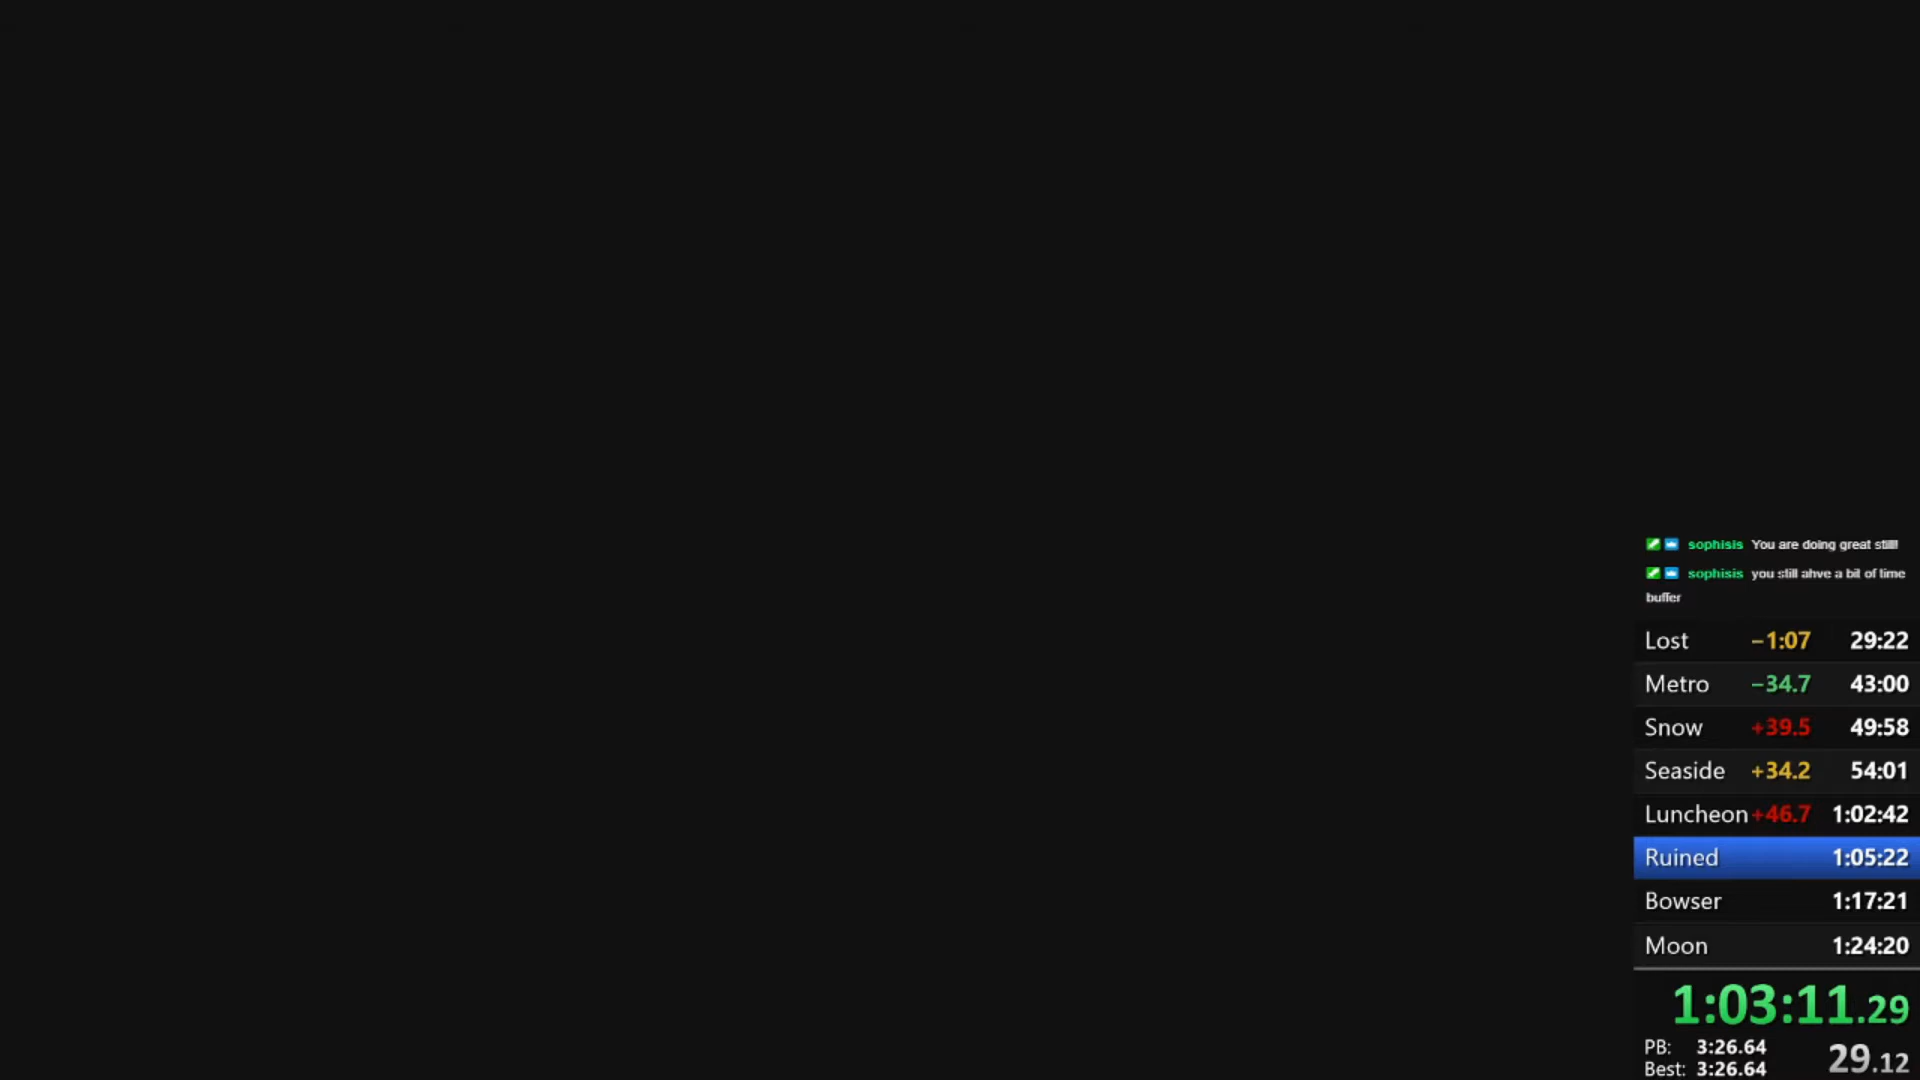 sophisis You are doing great still!
sophisis you still ahve a bit of time
buffer
Lost −1:07 29:22
Metro −34.7 43:00
Snow +39.5 49:58
Seaside +34.2 54:01
Luncheon +46.7 1:02:42
Ruined 1:05:22
Bowser 1:17:21
Moon 1:24:20
1:03:11.29
PB: 3:26.64 29.12
Best: 3:26.64